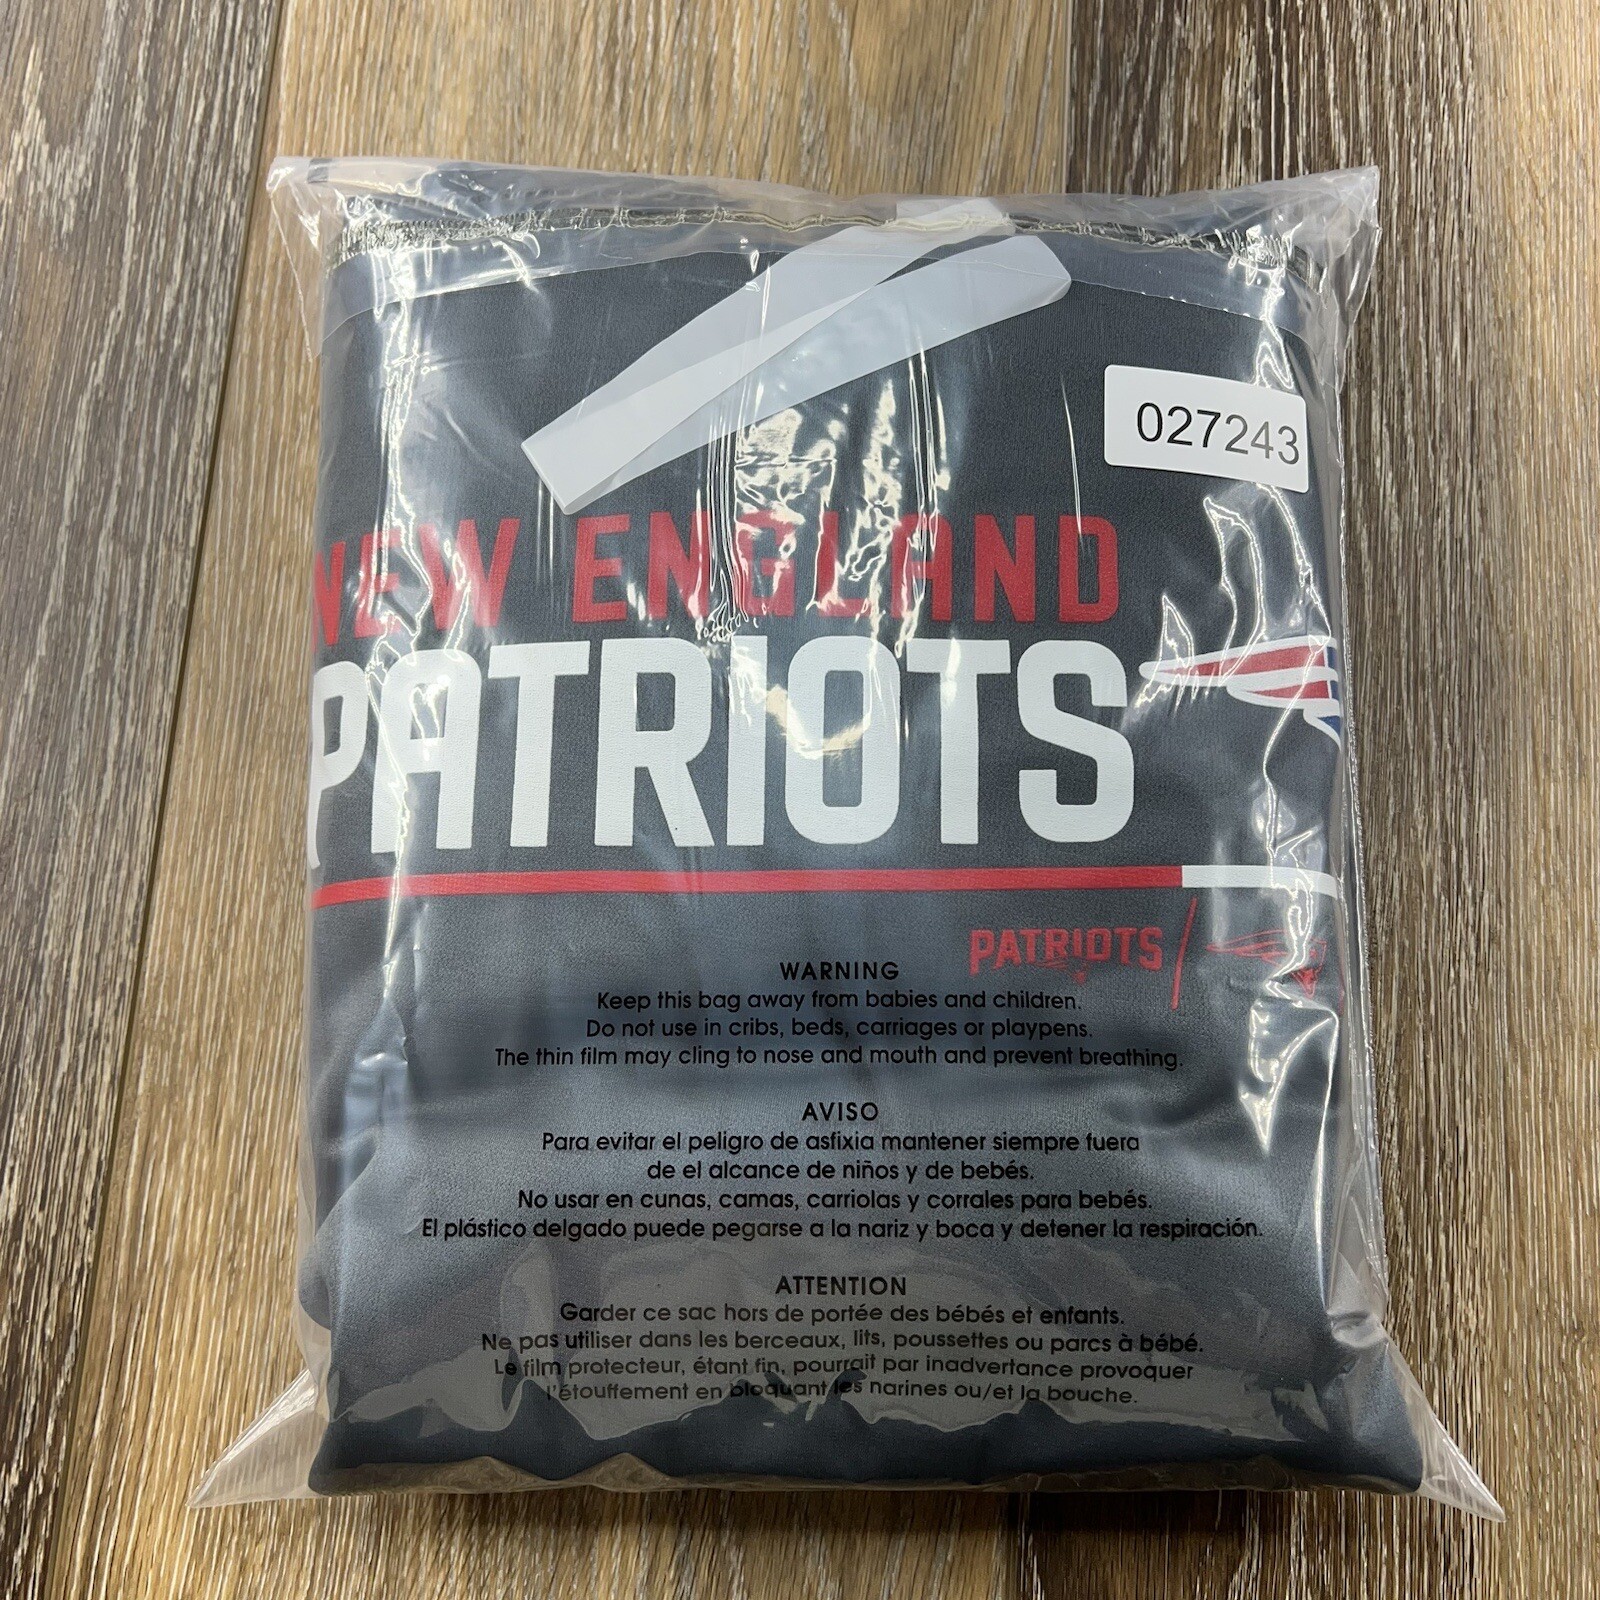 027243
NEW ENGLAND
PATRIOTS
PATRIOTS
WARNING
Keep this bag away from babies and children.
Do not use in cribs, beds, carriages or playpens.
The thin film may cling to nose and mouth and prevent breathing.
AVISO
Para evitar el peligro de asfixia mantener siempre fuera
de el alcance de niños y de bebés.
No usar en cunas, camas, carriolas y corrales para bebés.
El plástico delgado puede pegarse a la nariz y boca y detener la respiración.
ATTENTION
Garder ce sac hors de portée des bébés et enfants.
Ne pas utiliser dans les berceaux, lits, poussettes ou parcs à bébé.
Le film protecteur, étant fin, pourrait par inadvertance provoquer
l'étouffement en bloquant les narines ou/et la bouche.